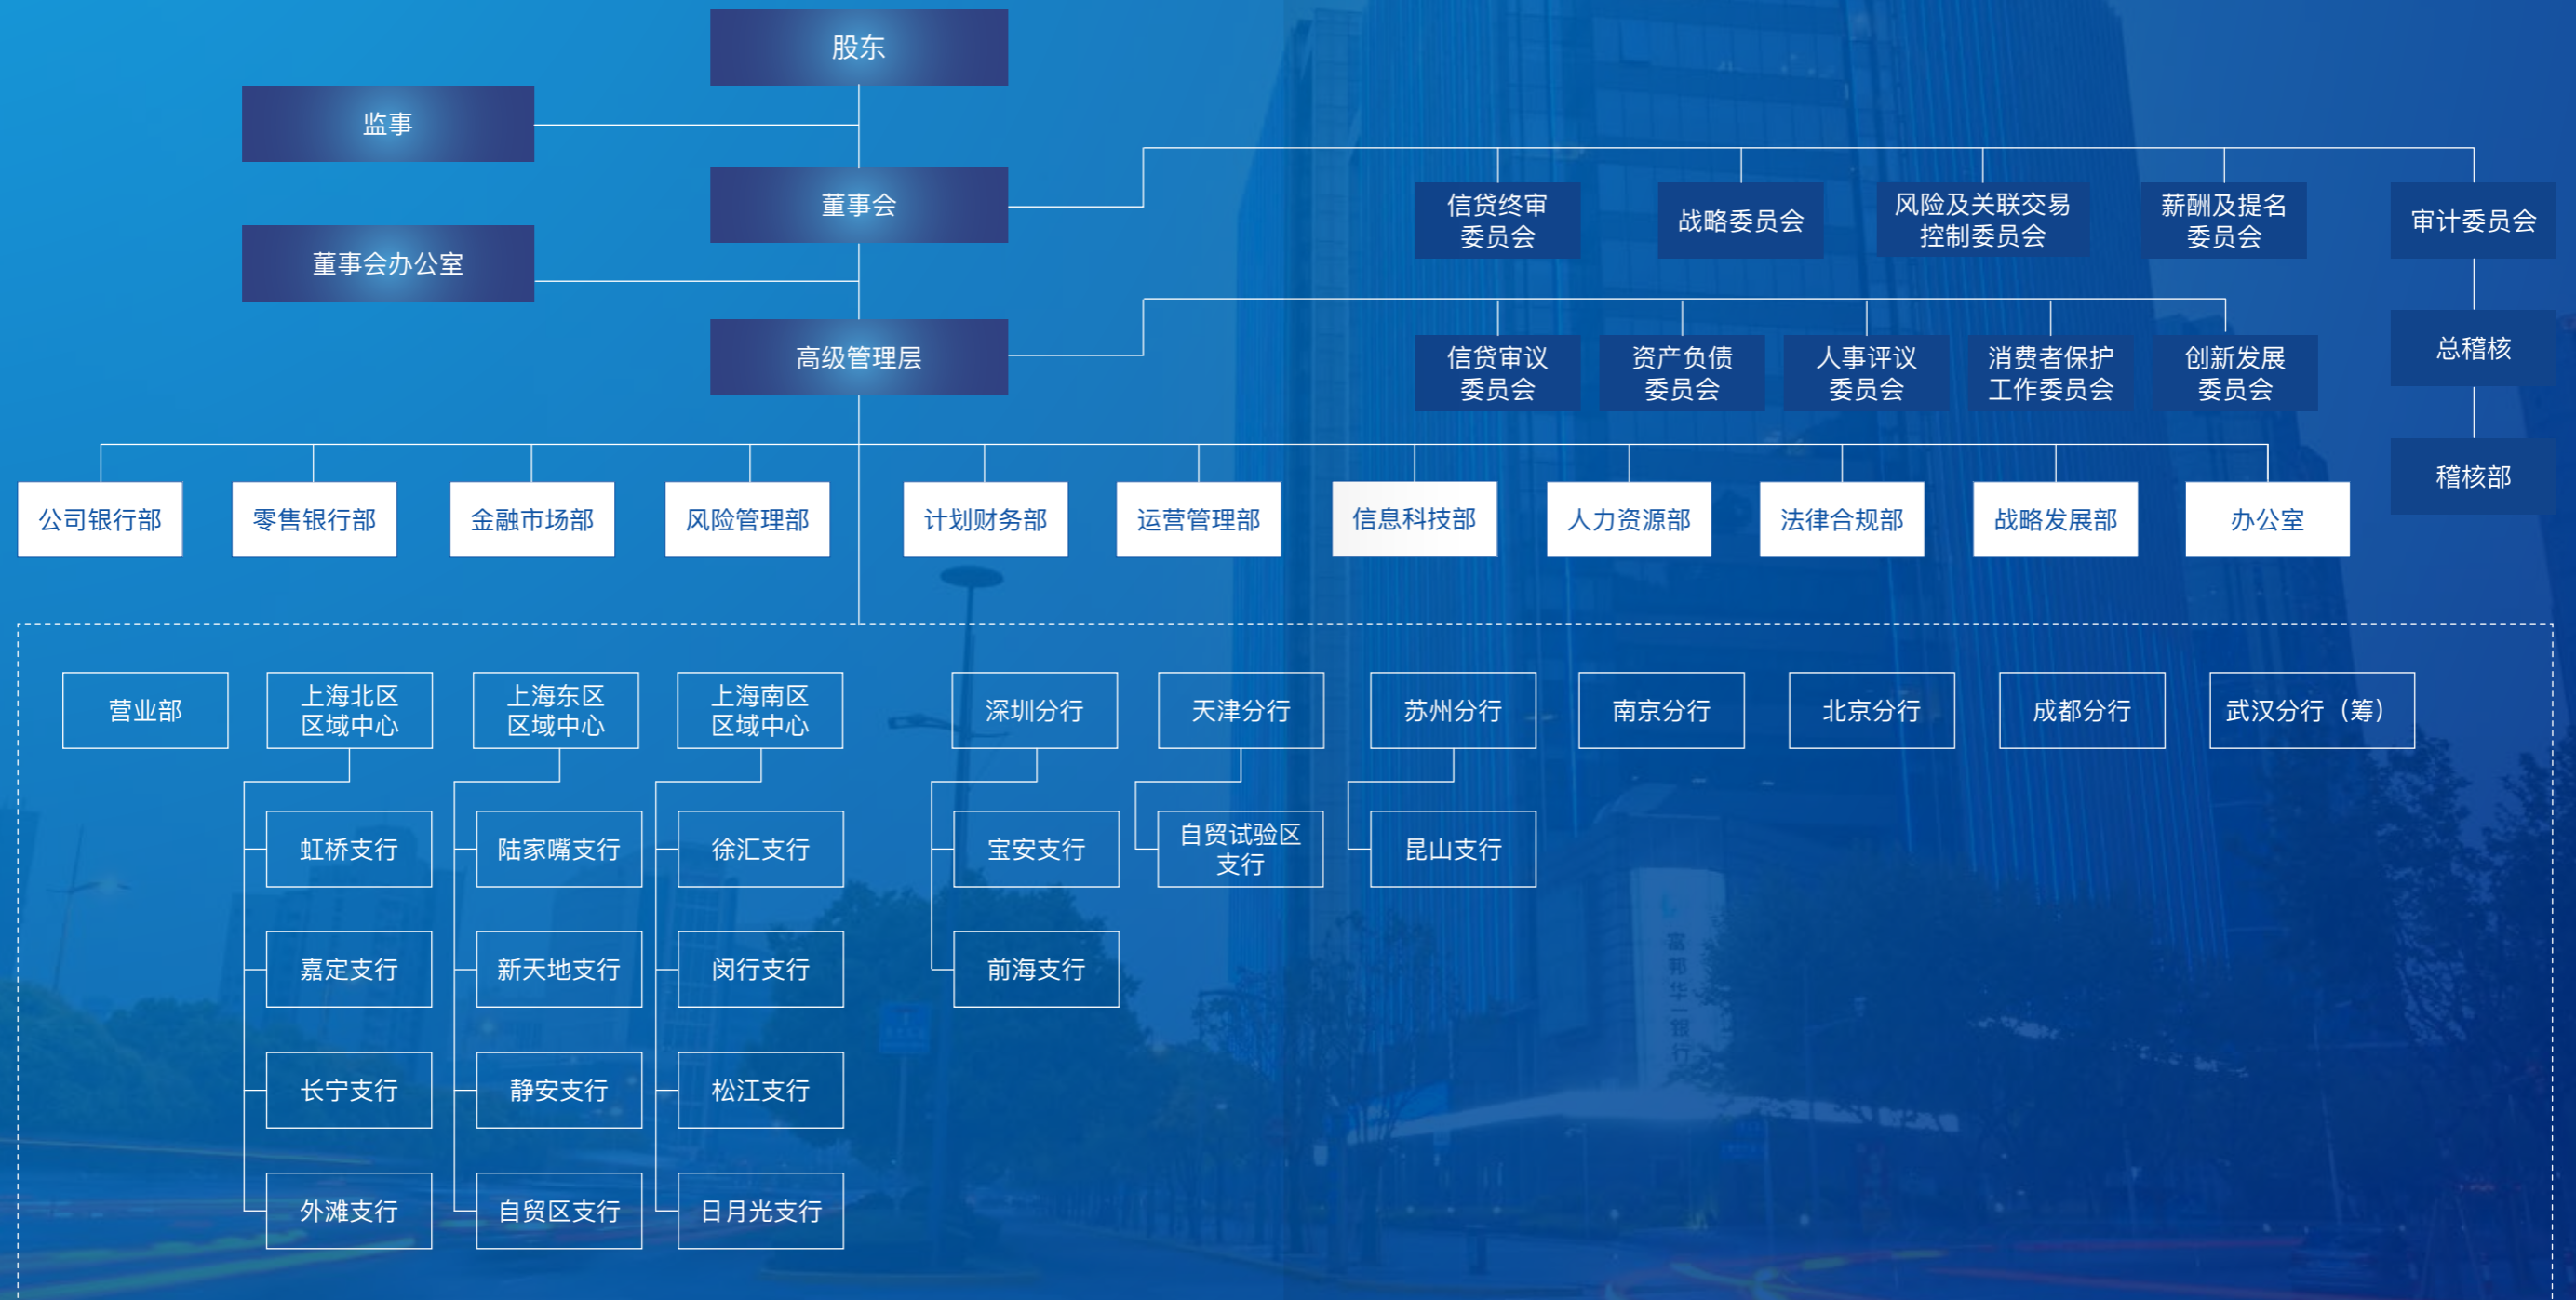 股东
监事
董事会
董事会办公室
高级管理层
信贷终审
委员会
战略委员会
风险及关联交易
控制委员会
薪酬及提名
委员会
审计委员会
信贷审议
委员会
资产负债
委员会
人事评议
委员会
消费者保护
工作委员会
创新发展
委员会
总稽核
稽核部
公司银行部
零售银行部
金融市场部
风险管理部
计划财务部
运营管理部
信息科技部
人力资源部
法律合规部
战略发展部
办公室
营业部
上海北区
区域中心
上海东区
区域中心
上海南区
区域中心
深圳分行
天津分行
苏州分行
南京分行
北京分行
成都分行
武汉分行（筹）
虹桥支行
陆家嘴支行
徐汇支行
宝安支行
自贸试验区
支行
昆山支行
嘉定支行
新天地支行
闵行支行
前海支行
长宁支行
静安支行
松江支行
外滩支行
自贸区支行
日月光支行
富邦华一银行